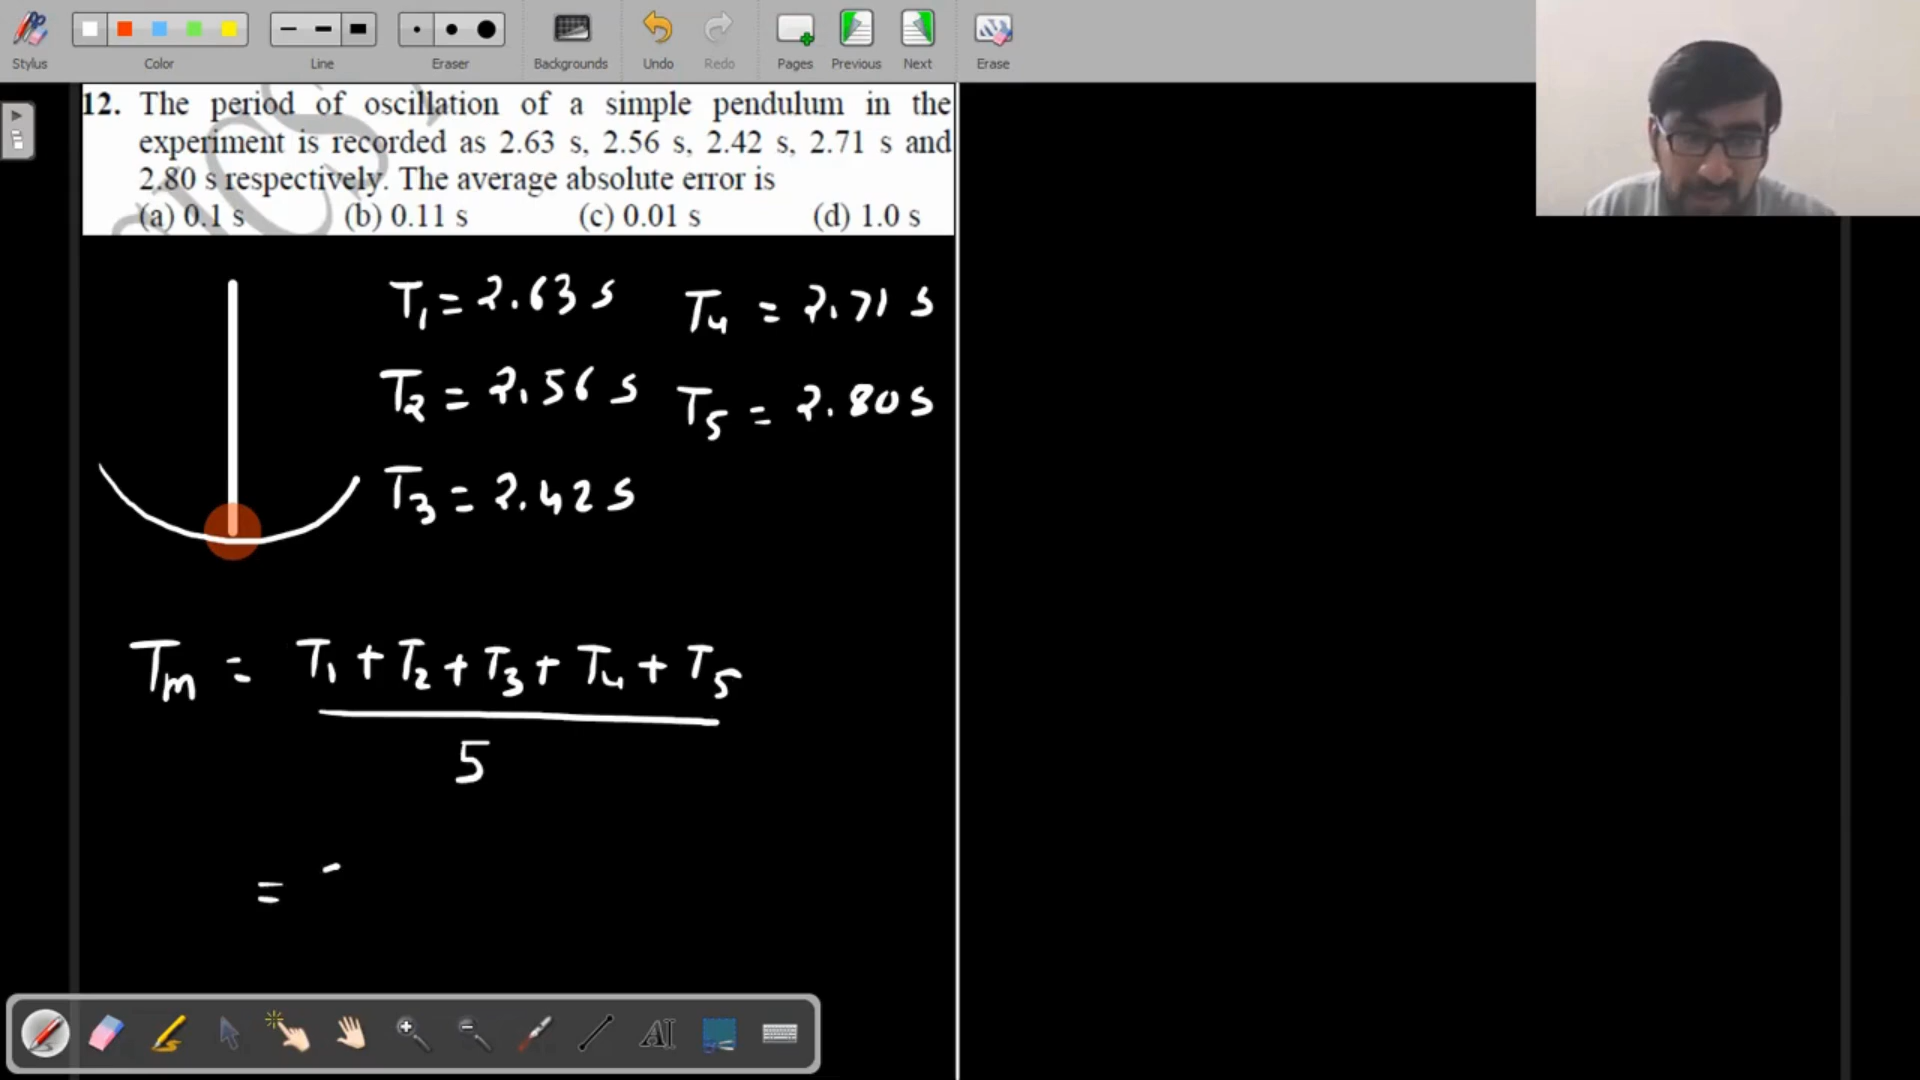 Stylus
Color
Line
Eraser
Backgrounds
Undo
Redo
Pages
Previous
Next
Erase
12. The period of oscillation of a simple pendulum in the
experiment is recorded as 2.63 s, 2.56 s, 2.42 s, 2.71 s and
2.80 s respectively. The average absolute error is
(a) 0.1 s (b) 0.11 s (c) 0.01 s (d) 1.0 s
T₁ = 2.63 s T₄ = 2.71 s
T₂ = 2.56 s T₅ = 2.80 s
T₃ = 2.42 s
Tm = T₁ + T₂ + T₃ + T₄ + T₅
5
=
AI